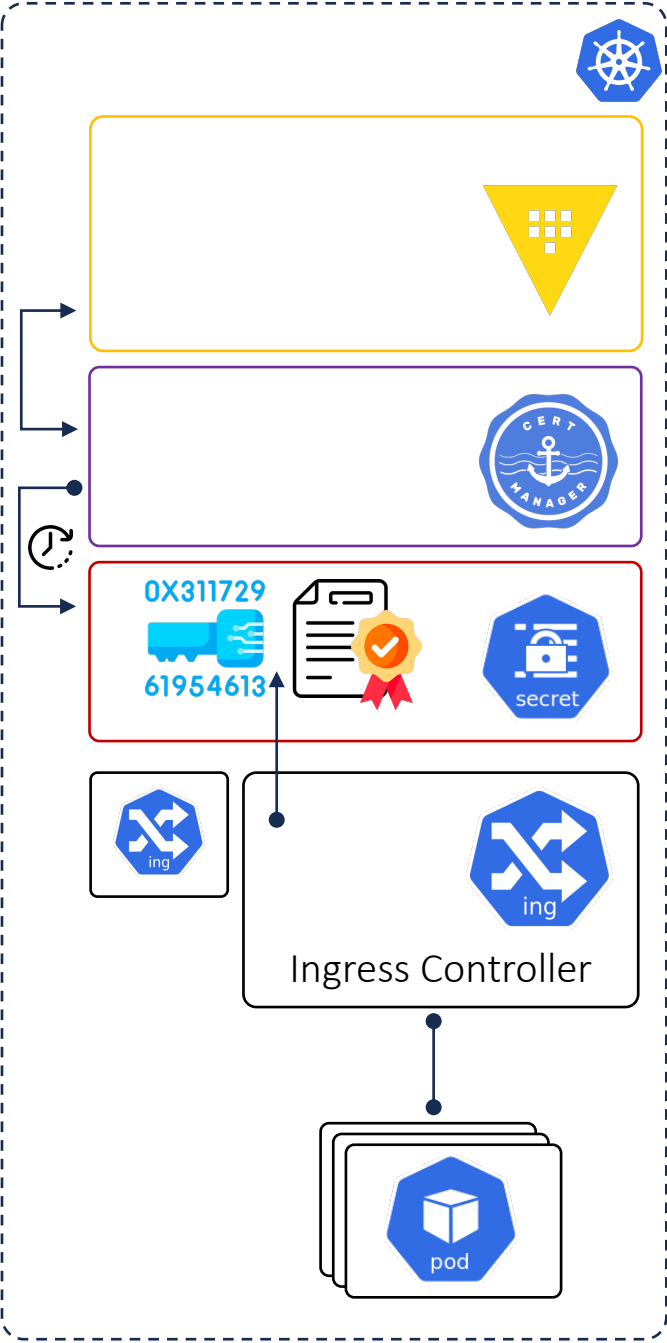 CERT
MANAGER
0X311729
61954613
secret
ing
ing
Ingress Controller
pod